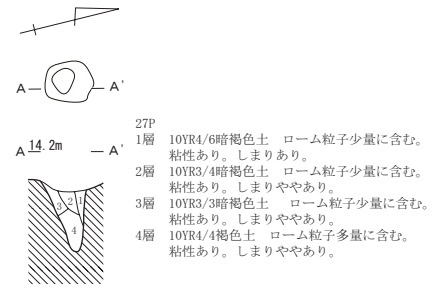 A A'
A 14.2m A'
3 2 1
4
27P
1層 10YR4/6暗褐色土 ローム粒子少量に含む。
粘性あり。しまりあり。
2層 10YR3/4暗褐色土 ローム粒子少量に含む。
粘性あり。しまりややあり。
3層 10YR3/3暗褐色土 ローム粒子少量に含む。
粘性あり。しまりややあり。
4層 10YR4/4褐色土 ローム粒子多量に含む。
粘性あり。しまりややあり。